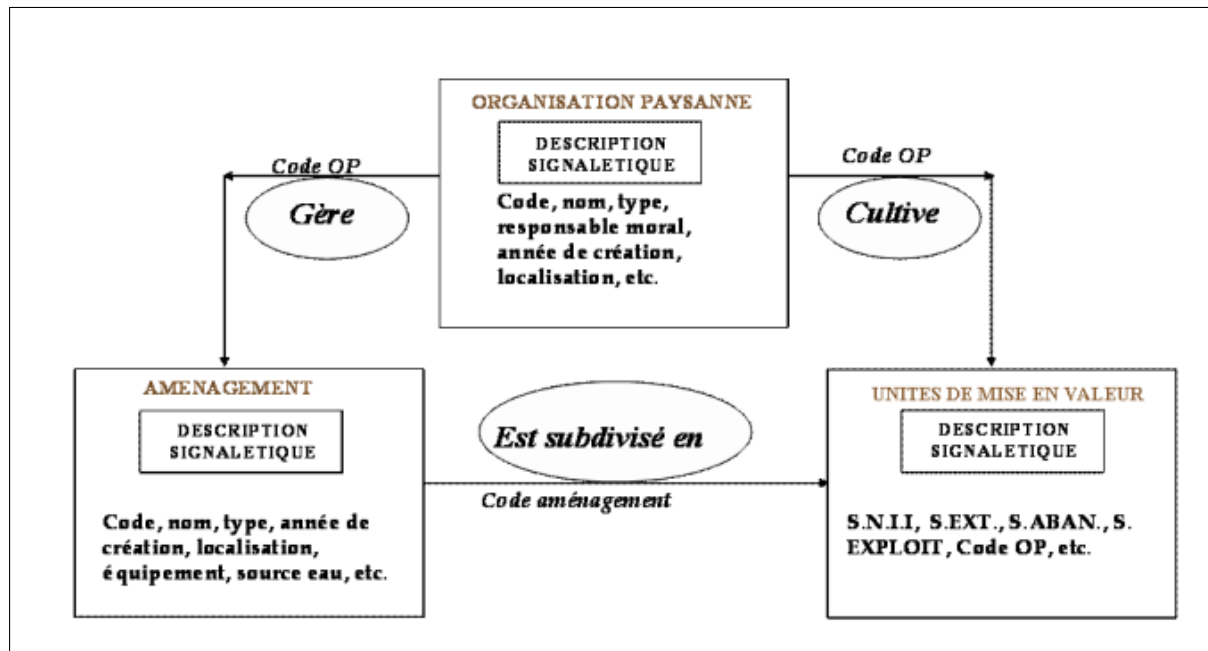 ORGANISATION PAYSANNE
DESCRIPTION
SIGNALETIQUE
Code, nom, type,
responsable moral,
année de création,
localisation, etc.
Code OP
Gère
Code OP
Cultive
AMENAGEMENT
DESCRIPTION
SIGNALETIQUE
Code, nom, type, année de
création, localisation,
équipement, source eau, etc.
Est subdivisé en
Code aménagement
UNITES DE MISE EN VALEUR
DESCRIPTION
SIGNALETIQUE
S.N.I.I, S.EXT., S.ABAN., S.
EXPLOIT, Code OP, etc.